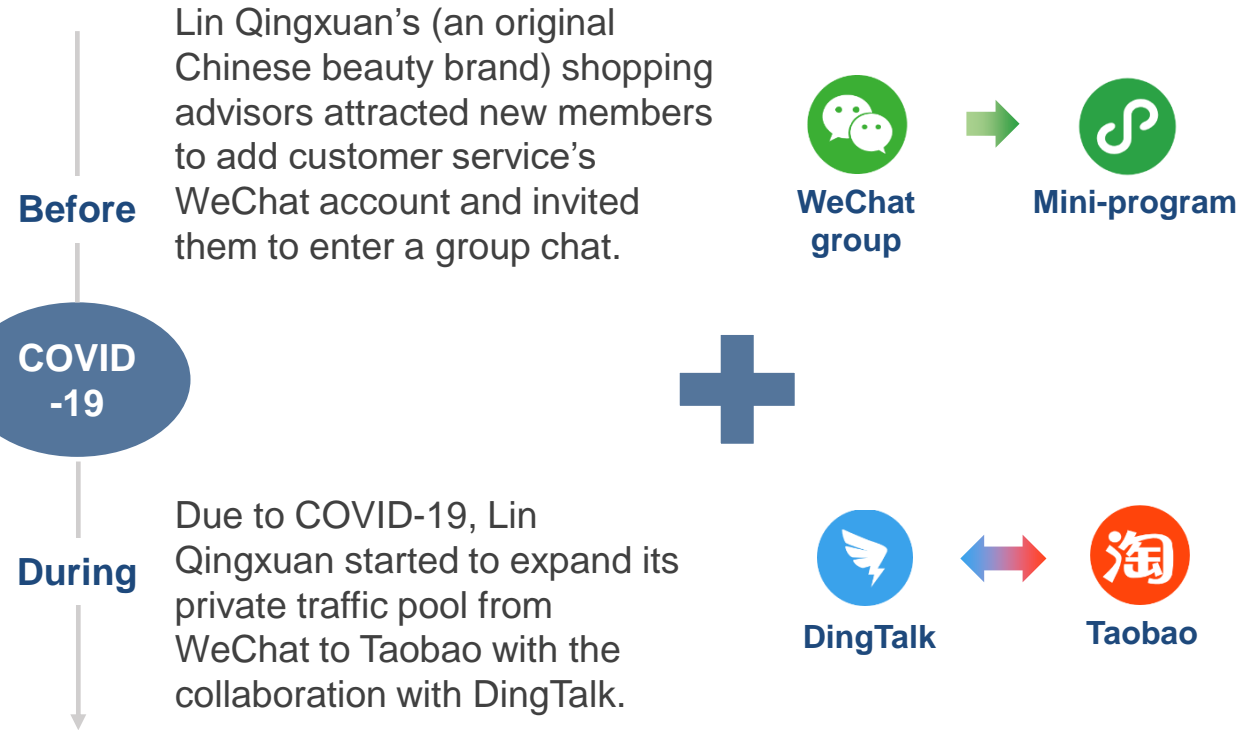 Lin Qingxuan’s (an original
Chinese beauty brand) shopping
advisors attracted new members
to add customer service’s
WeChat account and invited
them to enter a group chat.
Before
WeChat
group
Mini-program
COVID
-19
Due to COVID-19, Lin
Qingxuan started to expand its
private traffic pool from
WeChat to Taobao with the
collaboration with DingTalk.
During
淘
DingTalk
Taobao